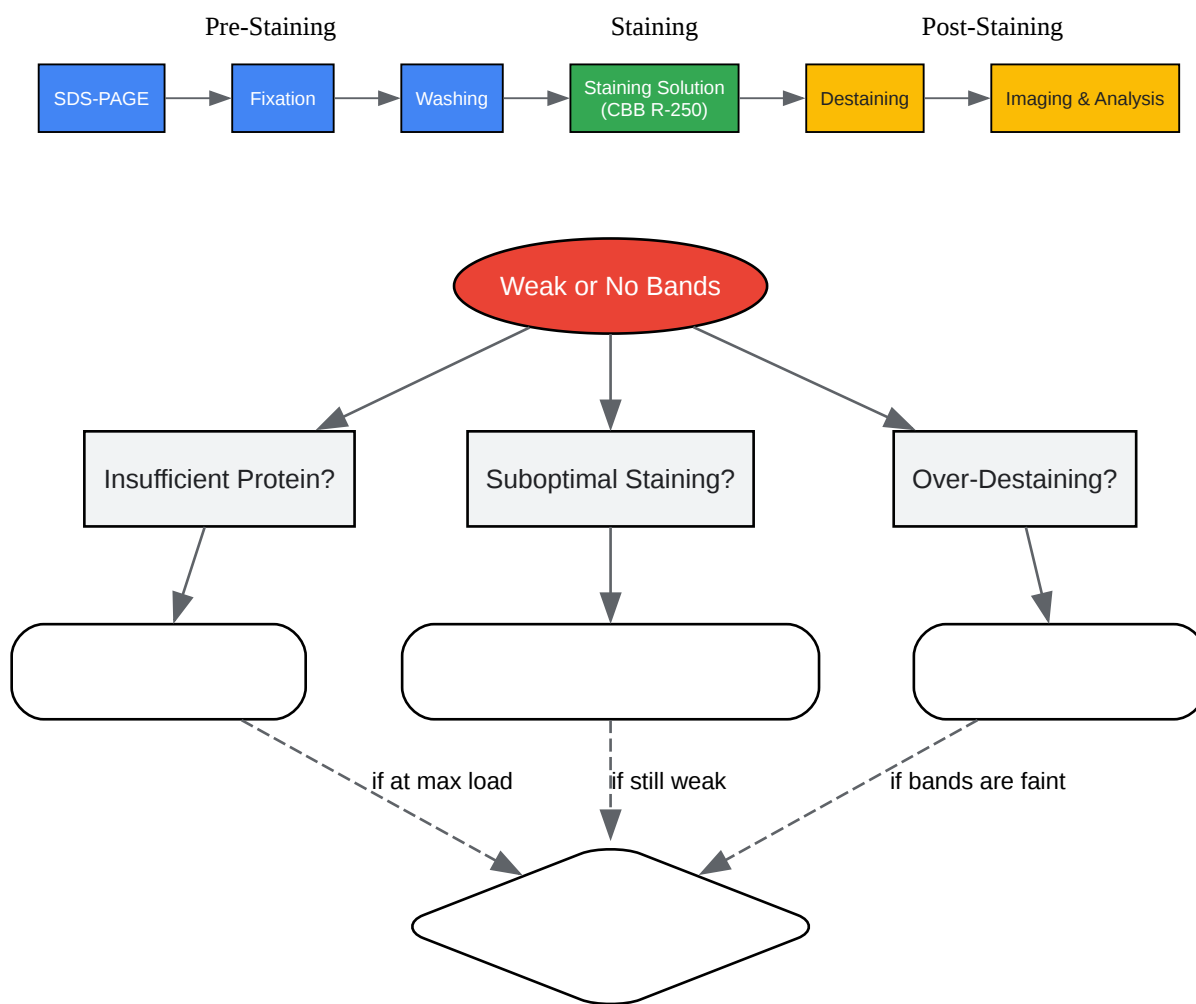 Pre-Staining
Staining
Post-Staining
SDS-PAGE
Fixation
Washing
Staining Solution
(CBB R-250)
Destaining
Imaging & Analysis
Weak or No Bands
Insufficient Protein?
Suboptimal Staining?
Over-Destaining?
if at max load
if still weak
if bands are faint